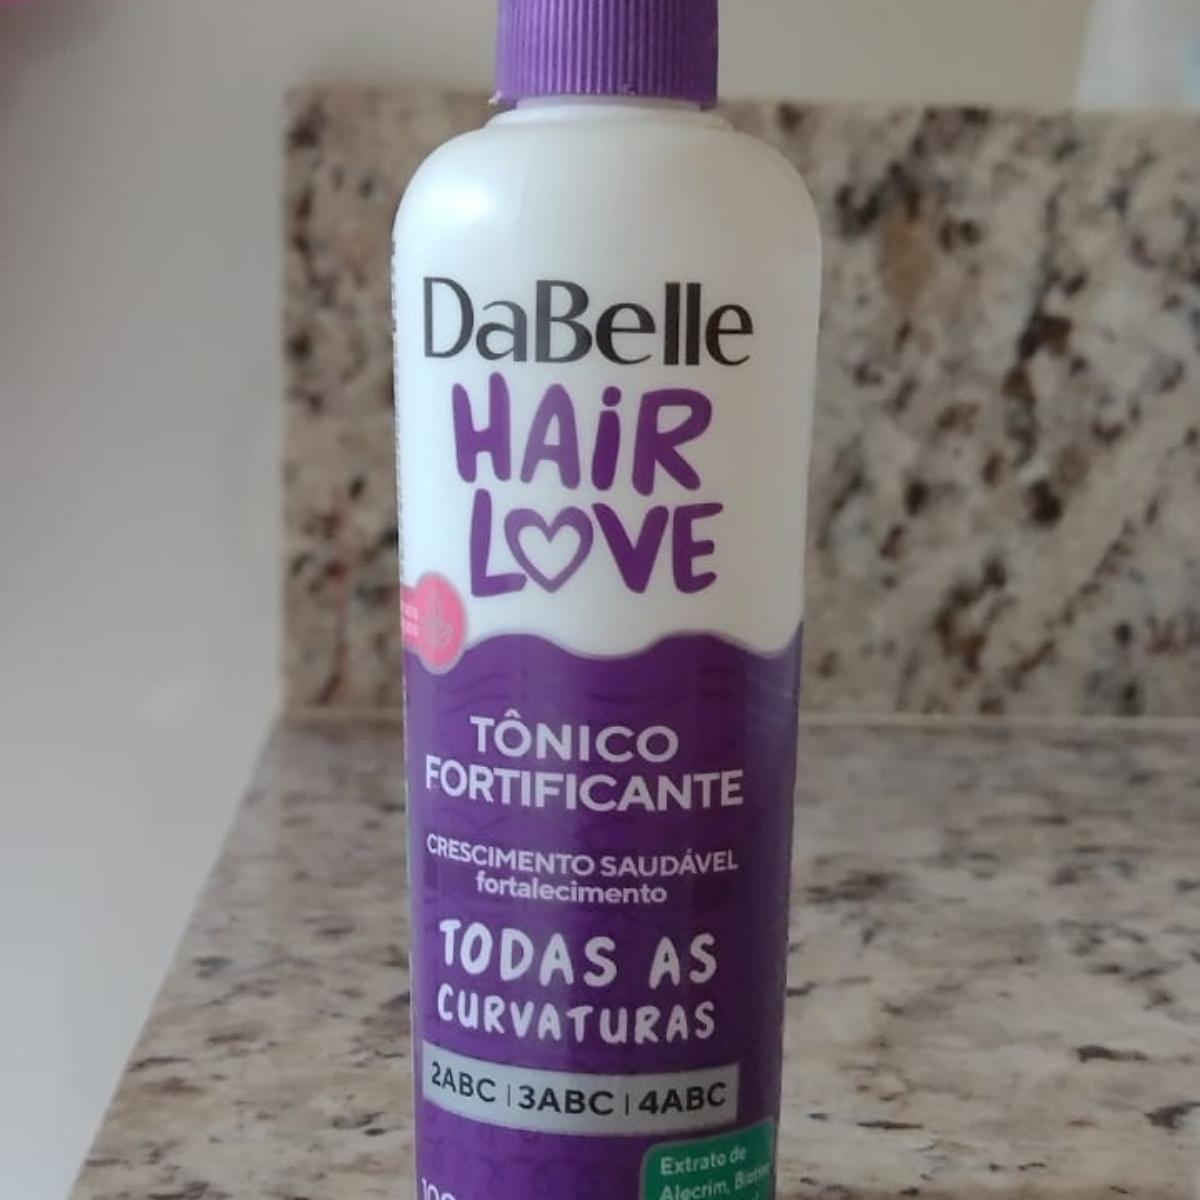 DaBelle
HAiR
LOVE
TÔNICO
FORTIFICANTE
CRESCIMENTO SAUDÁVEL
fortalecimento
TODAS AS
CURVATURAS
2ABC | 3ABC | 4ABC
Extrato de
Alecrim,